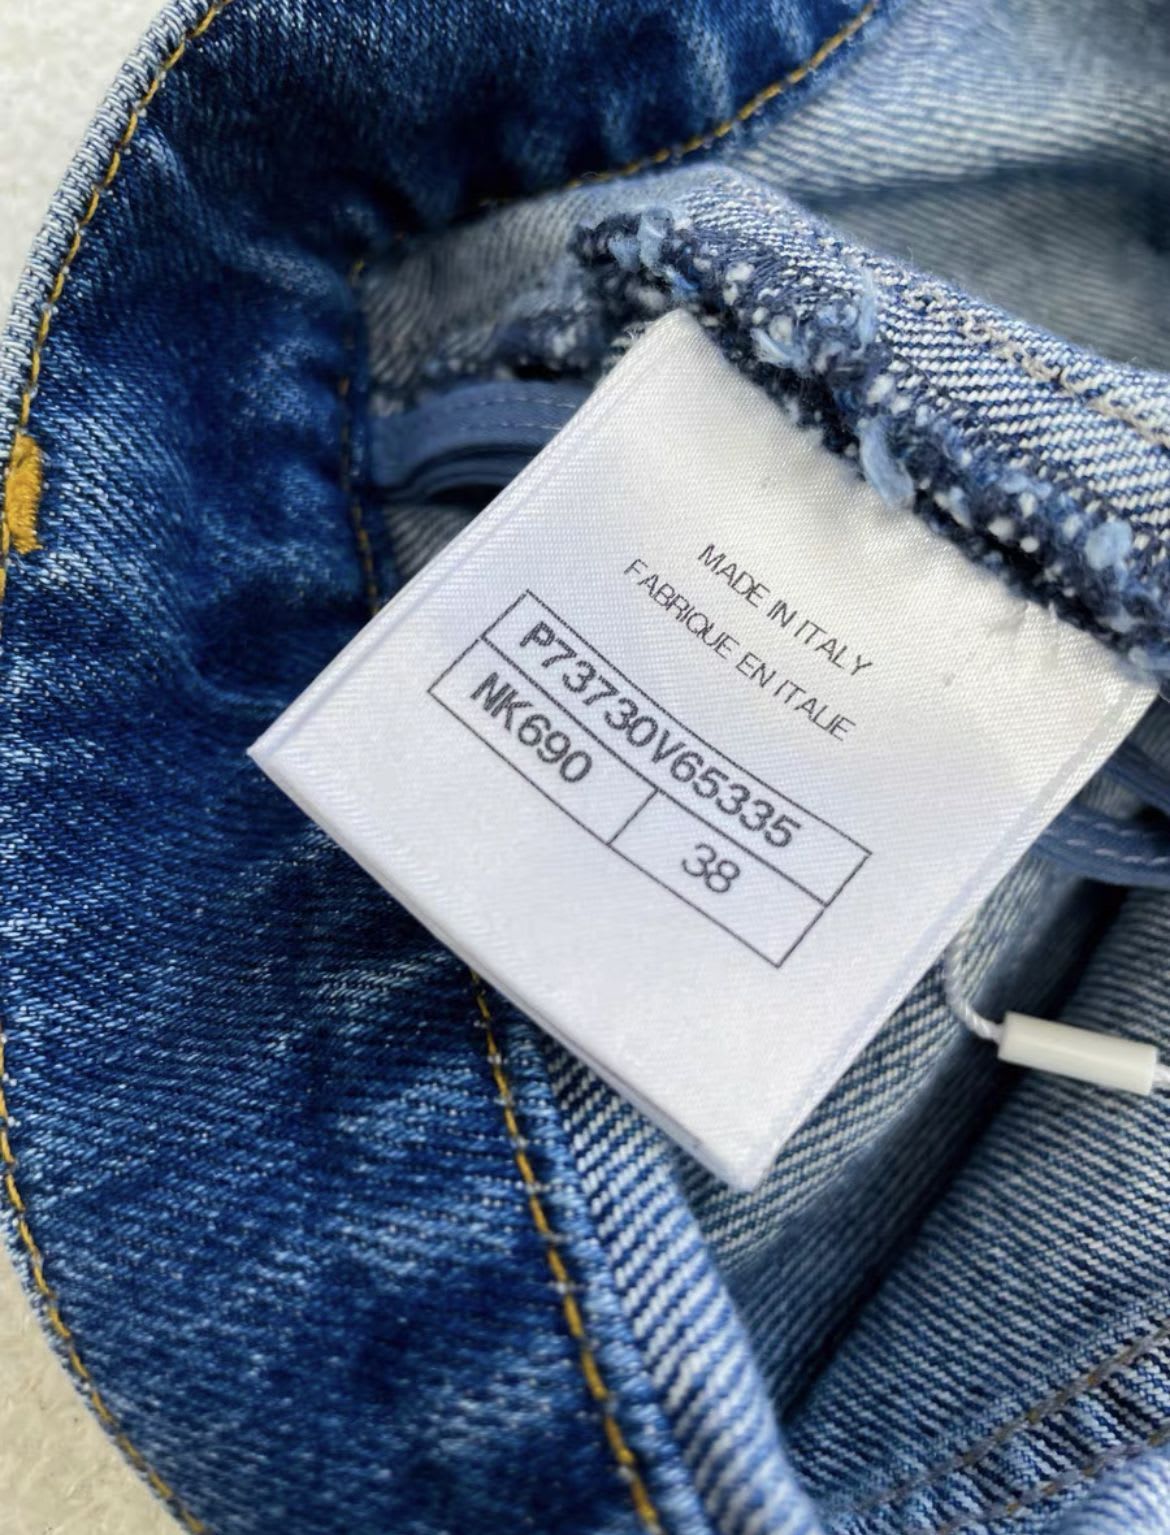 MADE IN ITALY
FABRIQUE EN ITALIE
P73730V65335
NK690 38